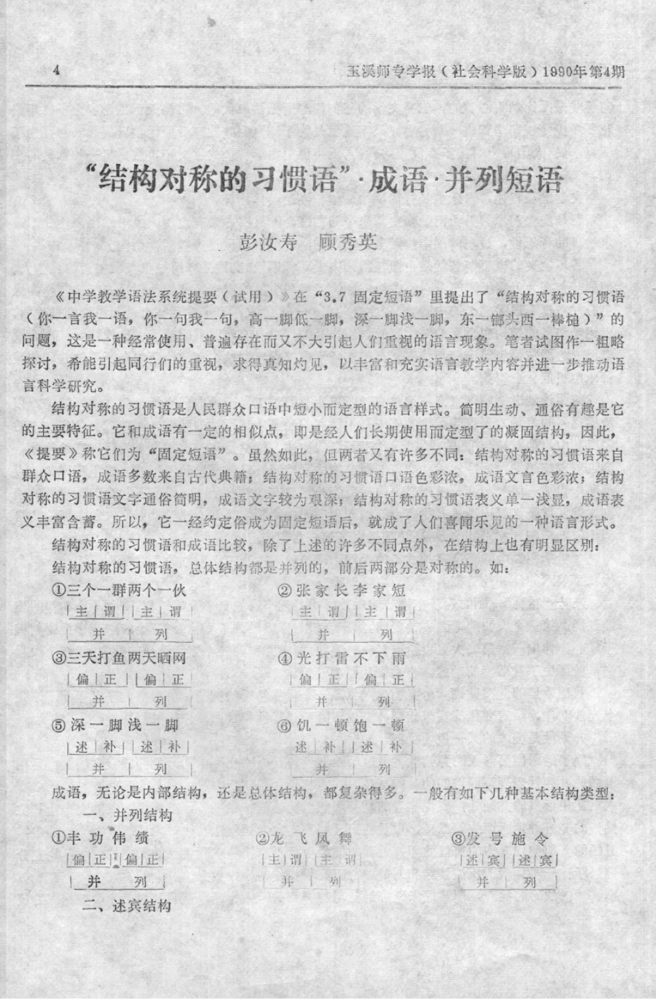 4
玉溪师专学报(社会科学版)1990年第4期
“结构对称的习惯语”·成语·并列短语
彭汝寿 顾秀英
《中学教学语法系统提要(试用)》在“3.7 固定短语”里提出了“结构对称的习惯语
(你一言我一语,你一句我一句,高一脚低一脚,深一脚浅一脚,东一榔头西一棒槌)”的
问题,这是一种经常使用、普遍存在而又不大引起人们重视的语言现象。笔者试图作一粗略
探讨,希能引起同行们的重视,求得真知灼见,以丰富和充实语言教学内容并进一步推动语
言科学研究。
结构对称的习惯语是人民群众口语中短小而定型的语言样式。简明生动、通俗有趣是它
的主要特征。它和成语有一定的相似点,即是经人们长期使用而定型了的凝固结构,因此,
《提要》称它们为“固定短语”。虽然如此,但两者又有许多不同:结构对称的习惯语来自
群众口语,成语多数来自古代典籍;结构对称的习惯语口语色彩浓,成语文言色彩浓;结构
对称的习惯语文字通俗简明,成语文字较为艰深;结构对称的习惯语表义单一浅显,成语表
义丰富含蓄。所以,它一经约定俗成为固定短语后,就成了人们喜闻乐见的一种语言形式。
结构对称的习惯语和成语比较,除了上述的许多不同点外,在结构上也有明显区别:
结构对称的习惯语,总体结构都是并列的,前后两部分是对称的。如:
①三个一群两个一伙 ②张家长李家短
主 谓 主 谓 主 谓 主 谓
并 列 并 列
③三天打鱼两天晒网 ④光打雷不下雨
偏 正 偏 正 偏 正 偏 正
并 列 并 列
⑤深一脚浅一脚 ⑥饥一顿饱一顿
述 补 述 补 述 补 述 补
并 列 并 列
成语,无论是内部结构,还是总体结构,都复杂得多。一般有如下几种基本结构类型:
一、并列结构
①丰功伟绩 ②龙飞凤舞 ③发号施令
偏 正 偏 正 主 谓 主 谓 述 宾 述 宾
并 列 并 列 并 列
二、述宾结构